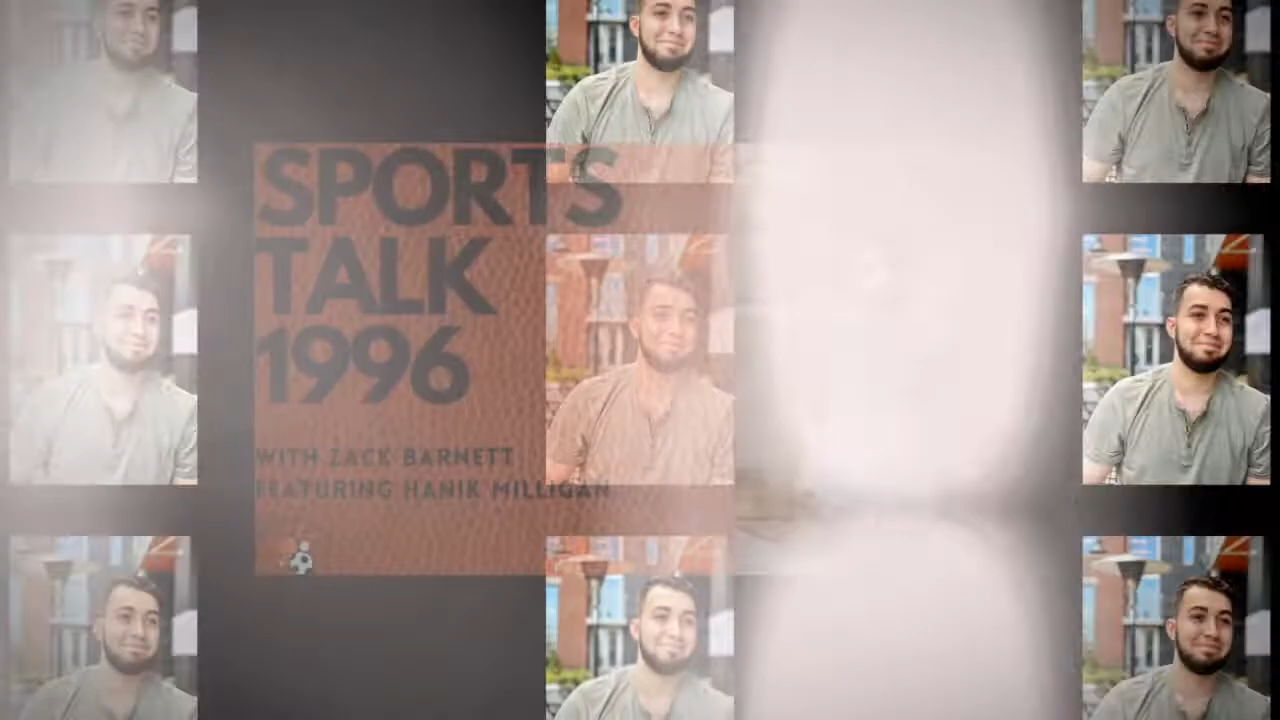 SPORTS
TALK
1996
WITH ZACK BARNETT
FEATURING HANIK MILLIGAN